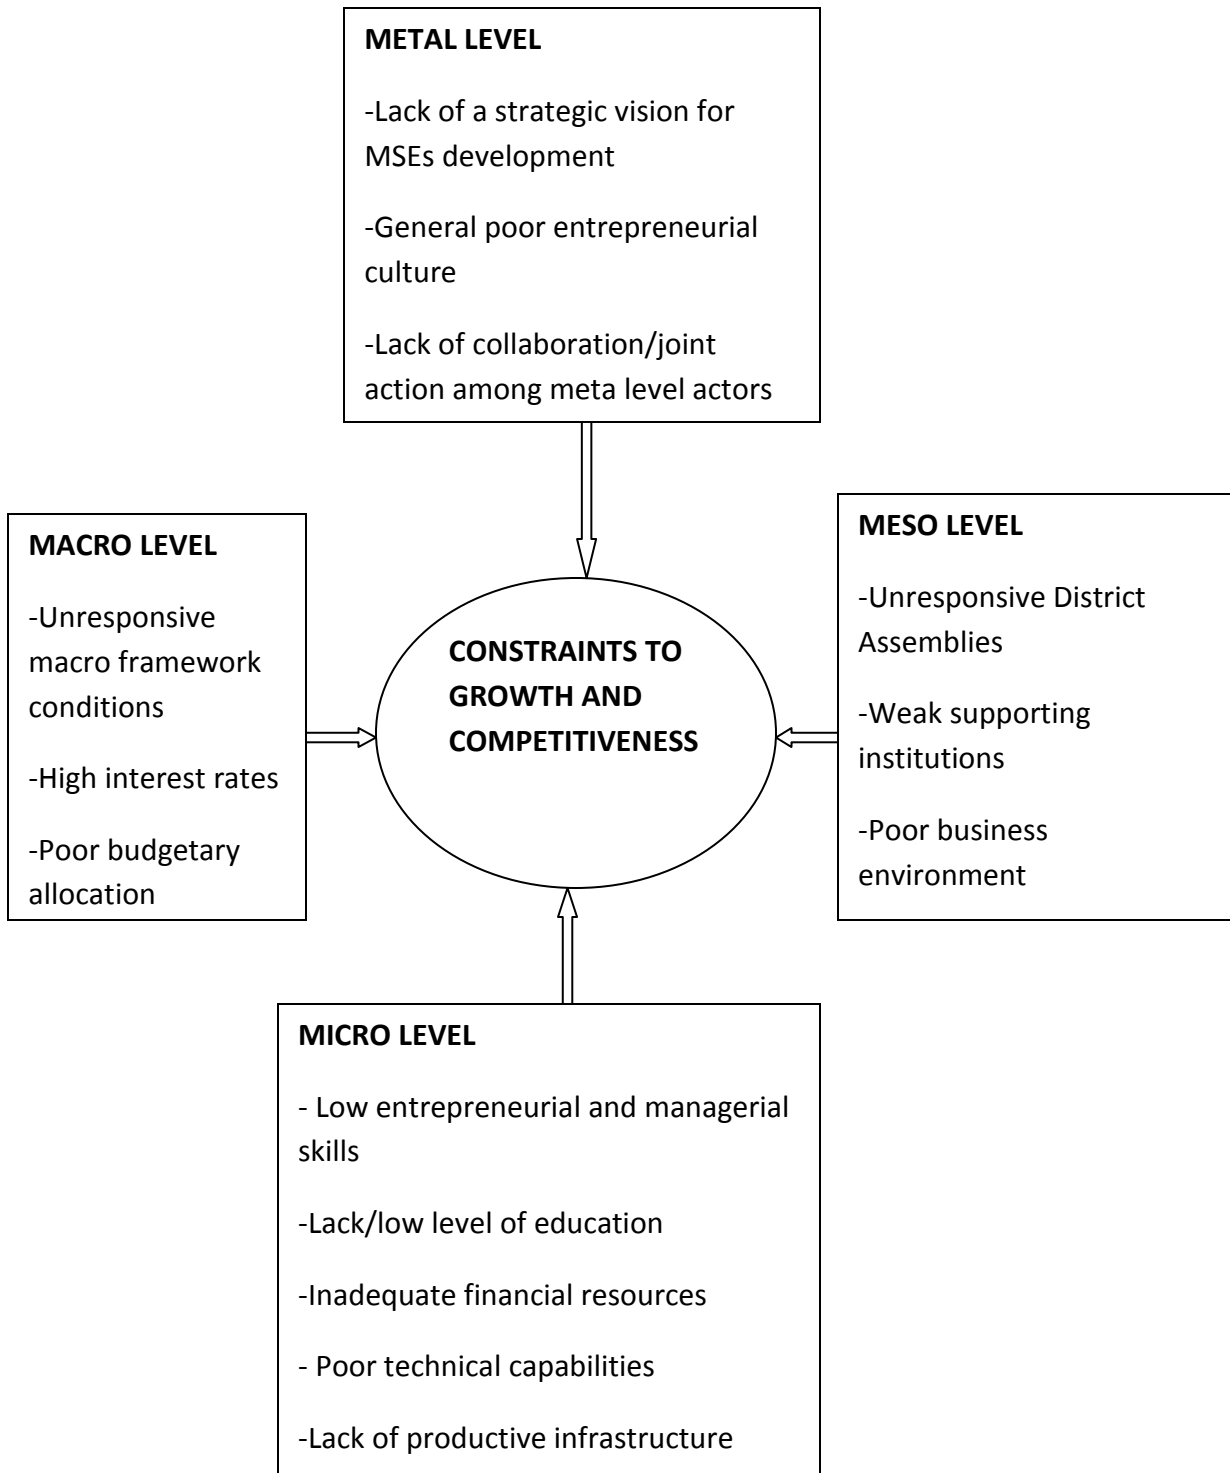 METAL LEVEL
-Lack of a strategic vision for
MSEs development
-General poor entrepreneurial
culture
-Lack of collaboration/joint
action among meta level actors
MACRO LEVEL
-Unresponsive
macro framework
conditions
-High interest rates
-Poor budgetary
allocation
CONSTRAINTS TO
GROWTH AND
COMPETITIVENESS
MESO LEVEL
-Unresponsive District
Assemblies
-Weak supporting
institutions
-Poor business
environment
MICRO LEVEL
- Low entrepreneurial and managerial
skills
-Lack/low level of education
-Inadequate financial resources
- Poor technical capabilities
-Lack of productive infrastructure